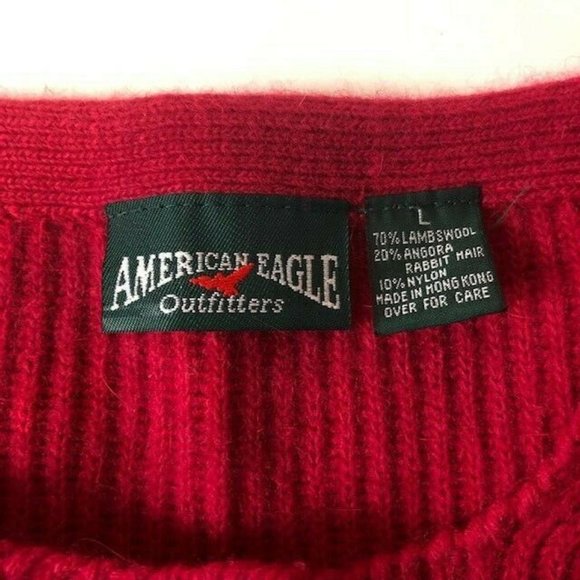 AMERICAN EAGLE
Outfitters
L
70% LAMBSWOOL
20% ANGORA
RABBIT HAIR
10% NYLON
MADE IN HONG KONG
OVER FOR CARE